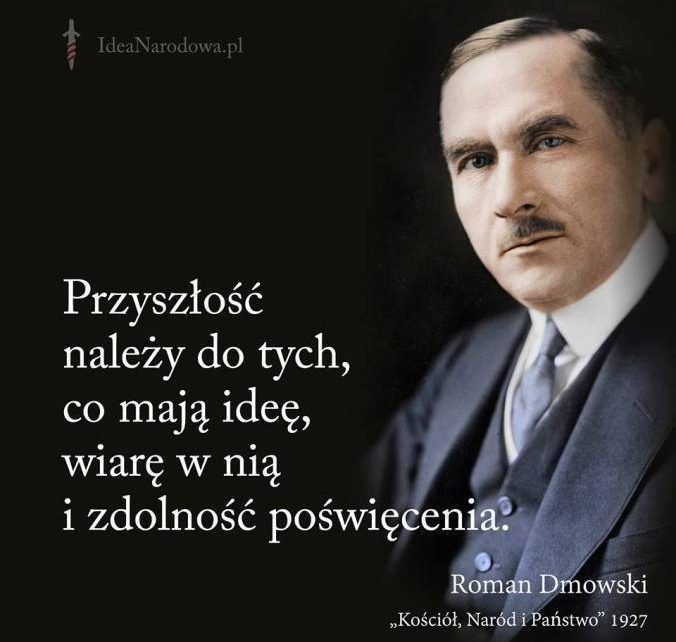 IdeaNarodowa.pl
Przyszłość
należy do tych,
co mają ideę,
wiarę w nią
i zdolność poświęcenia.
Roman Dmowski
„Kościół, Naród i Państwo” 1927